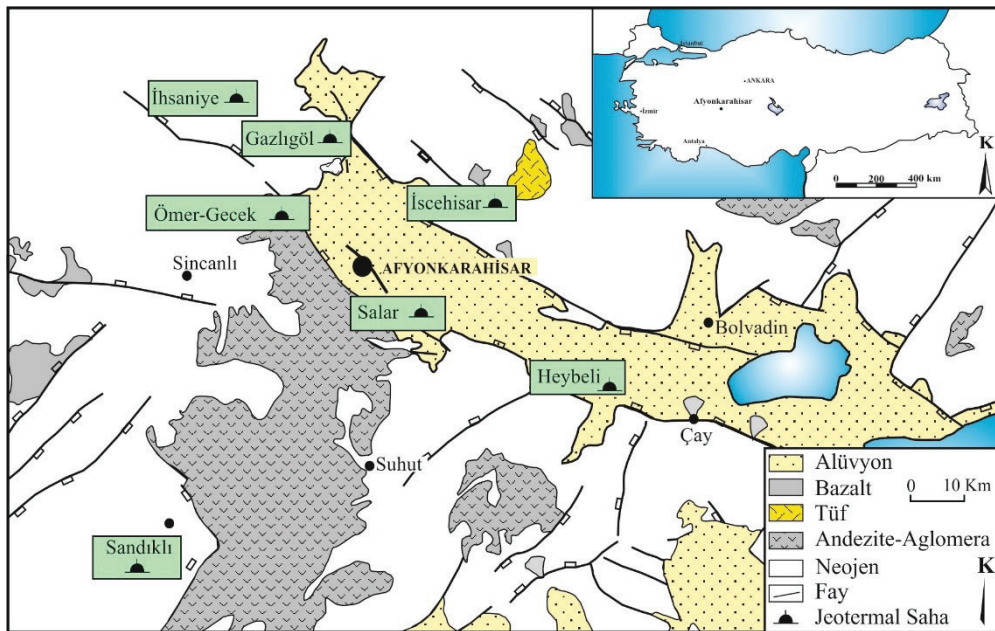 İstanbul
ANKARA
İzmir
Afyonkarahisar
Antalya
K
0 200 400 km
İhsaniye
Gazlıgöl
Ömer-Gecek
İscehisar
Sincanlı
AFYONKARAHİSAR
Salar
Bolvadin
Heybeli
Çay
Suhut
Sandıklı
Alüvyon
Bazalt
0 10 Km
Tüf
Andezite-Aglomera
Neojen
K
Fay
Jeotermal Saha